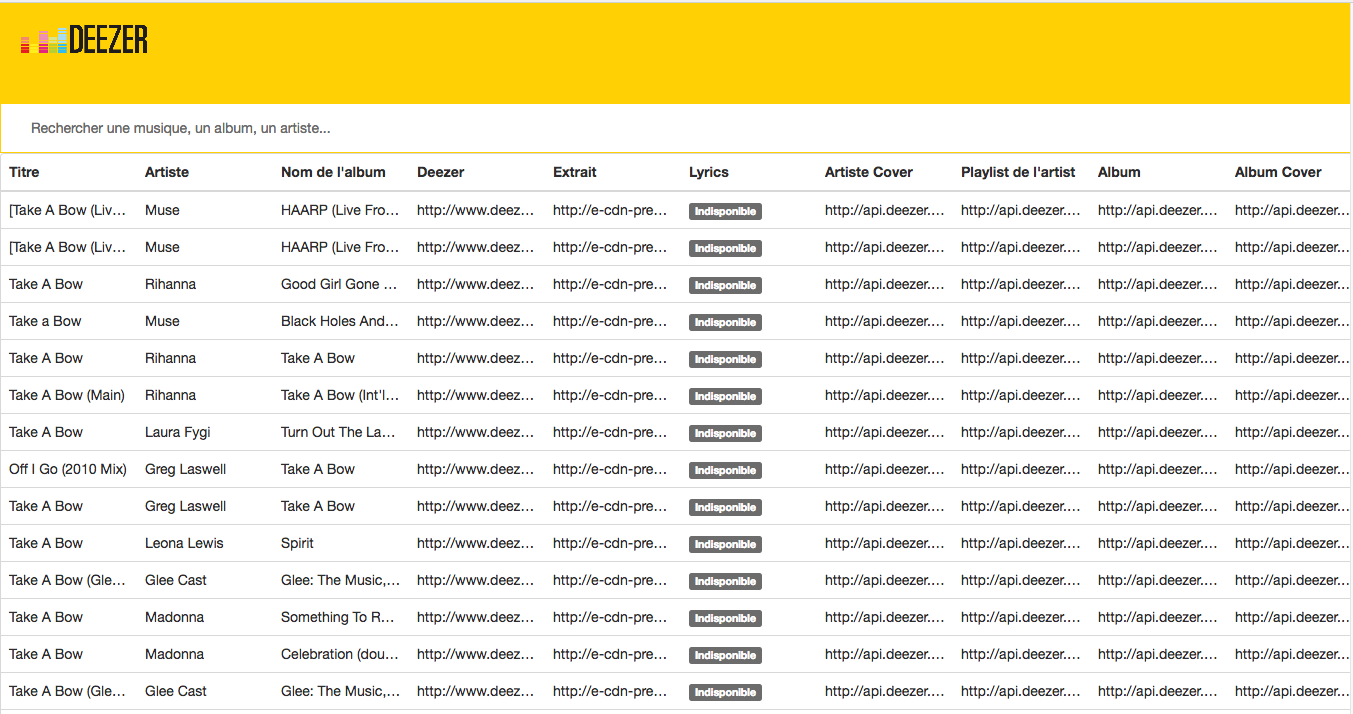 DEEZER
Rechercher une musique, un album, un artiste...
Titre Artiste Nom de l'album Deezer Extrait Lyrics Artiste Cover Playlist de l'artist Album Album Cover
[Take A Bow (Liv… Muse HAARP (Live Fro… http://www.deez… http://e-cdn-pre… Indisponible http://api.deezer.… http://api.deezer.… http://api.deezer.… http://api.deezer.…
[Take A Bow (Liv… Muse HAARP (Live Fro… http://www.deez… http://e-cdn-pre… Indisponible http://api.deezer.… http://api.deezer.… http://api.deezer.… http://api.deezer.…
Take A Bow Rihanna Good Girl Gone … http://www.deez… http://e-cdn-pre… Indisponible http://api.deezer.… http://api.deezer.… http://api.deezer.… http://api.deezer.…
Take a Bow Muse Black Holes And… http://www.deez… http://e-cdn-pre… Indisponible http://api.deezer.… http://api.deezer.… http://api.deezer.… http://api.deezer.…
Take A Bow Rihanna Take A Bow http://www.deez… http://e-cdn-pre… Indisponible http://api.deezer.… http://api.deezer.… http://api.deezer.… http://api.deezer.…
Take A Bow (Main) Rihanna Take A Bow (Int'l… http://www.deez… http://e-cdn-pre… Indisponible http://api.deezer.… http://api.deezer.… http://api.deezer.… http://api.deezer.…
Take A Bow Laura Fygi Turn Out The La… http://www.deez… http://e-cdn-pre… Indisponible http://api.deezer.… http://api.deezer.… http://api.deezer.… http://api.deezer.…
Off I Go (2010 Mix) Greg Laswell Take A Bow http://www.deez… http://e-cdn-pre… Indisponible http://api.deezer.… http://api.deezer.… http://api.deezer.… http://api.deezer.…
Take A Bow Greg Laswell Take A Bow http://www.deez… http://e-cdn-pre… Indisponible http://api.deezer.… http://api.deezer.… http://api.deezer.… http://api.deezer.…
Take A Bow Leona Lewis Spirit http://www.deez… http://e-cdn-pre… Indisponible http://api.deezer.… http://api.deezer.… http://api.deezer.… http://api.deezer.…
Take A Bow (Gle… Glee Cast Glee: The Music,… http://www.deez… http://e-cdn-pre… Indisponible http://api.deezer.… http://api.deezer.… http://api.deezer.… http://api.deezer.…
Take A Bow Madonna Something To R… http://www.deez… http://e-cdn-pre… Indisponible http://api.deezer.… http://api.deezer.… http://api.deezer.… http://api.deezer.…
Take A Bow Madonna Celebration (dou… http://www.deez… http://e-cdn-pre… Indisponible http://api.deezer.… http://api.deezer.… http://api.deezer.… http://api.deezer.…
Take A Bow (Gle… Glee Cast Glee: The Music,… http://www.deez… http://e-cdn-pre… Indisponible http://api.deezer.… http://api.deezer.… http://api.deezer.… http://api.deezer.…